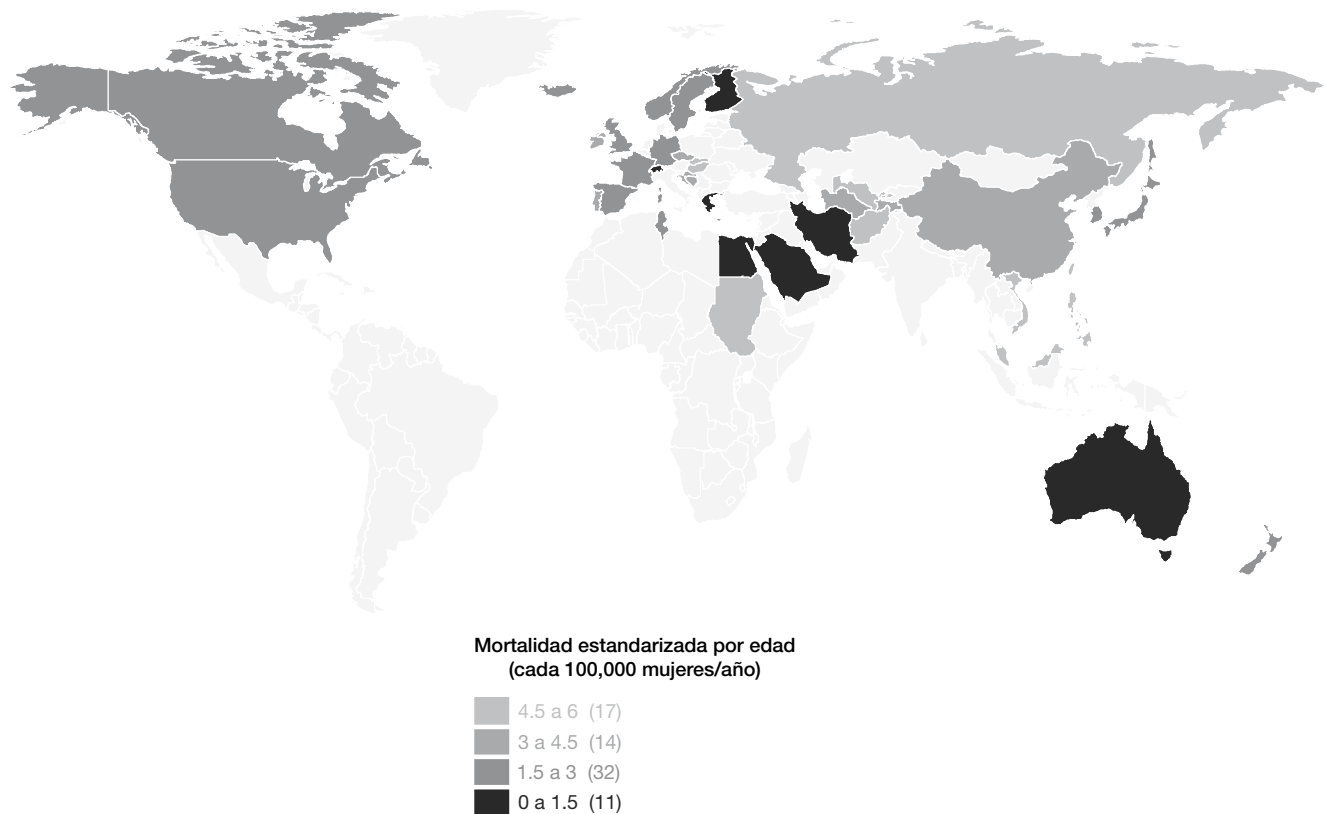 Mortalidad estandarizada por edad
(cada 100,000 mujeres/año)
4.5 a 6 (17)
3 a 4.5 (14)
1.5 a 3 (32)
0 a 1.5 (11)